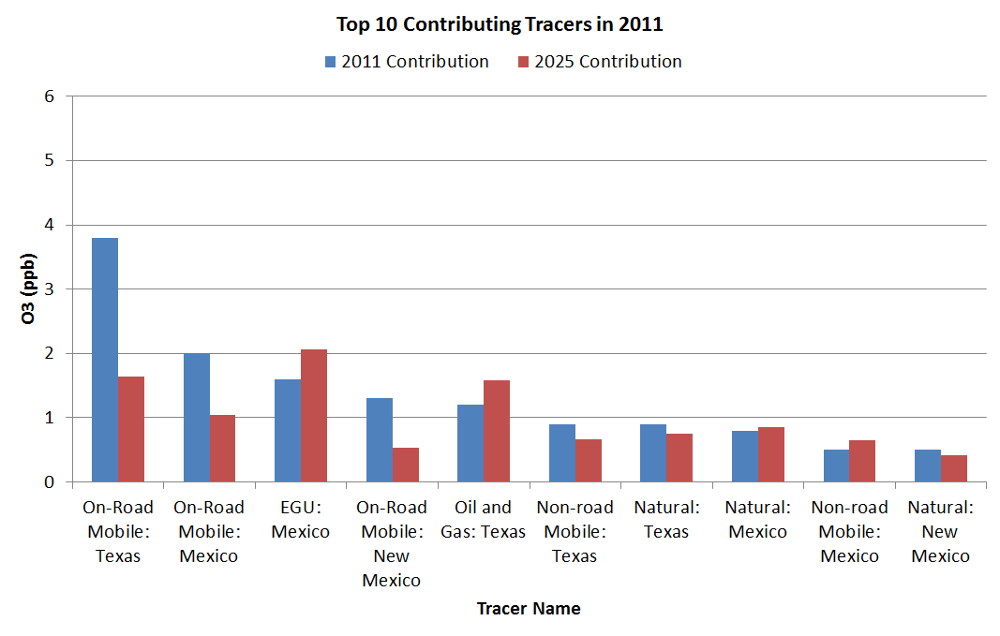 Top 10 Contributing Tracers in 2011
2011 Contribution 2025 Contribution
6
5
4
3
2
1
0
O3 (ppb)
On-Road Mobile: Texas
On-Road Mobile: Mexico
EGU: Mexico
On-Road Mobile: New Mexico
Oil and Gas: Texas
Non-road Mobile: Texas
Natural: Texas
Natural: Mexico
Non-road Mobile: Mexico
Natural: New Mexico
Tracer Name